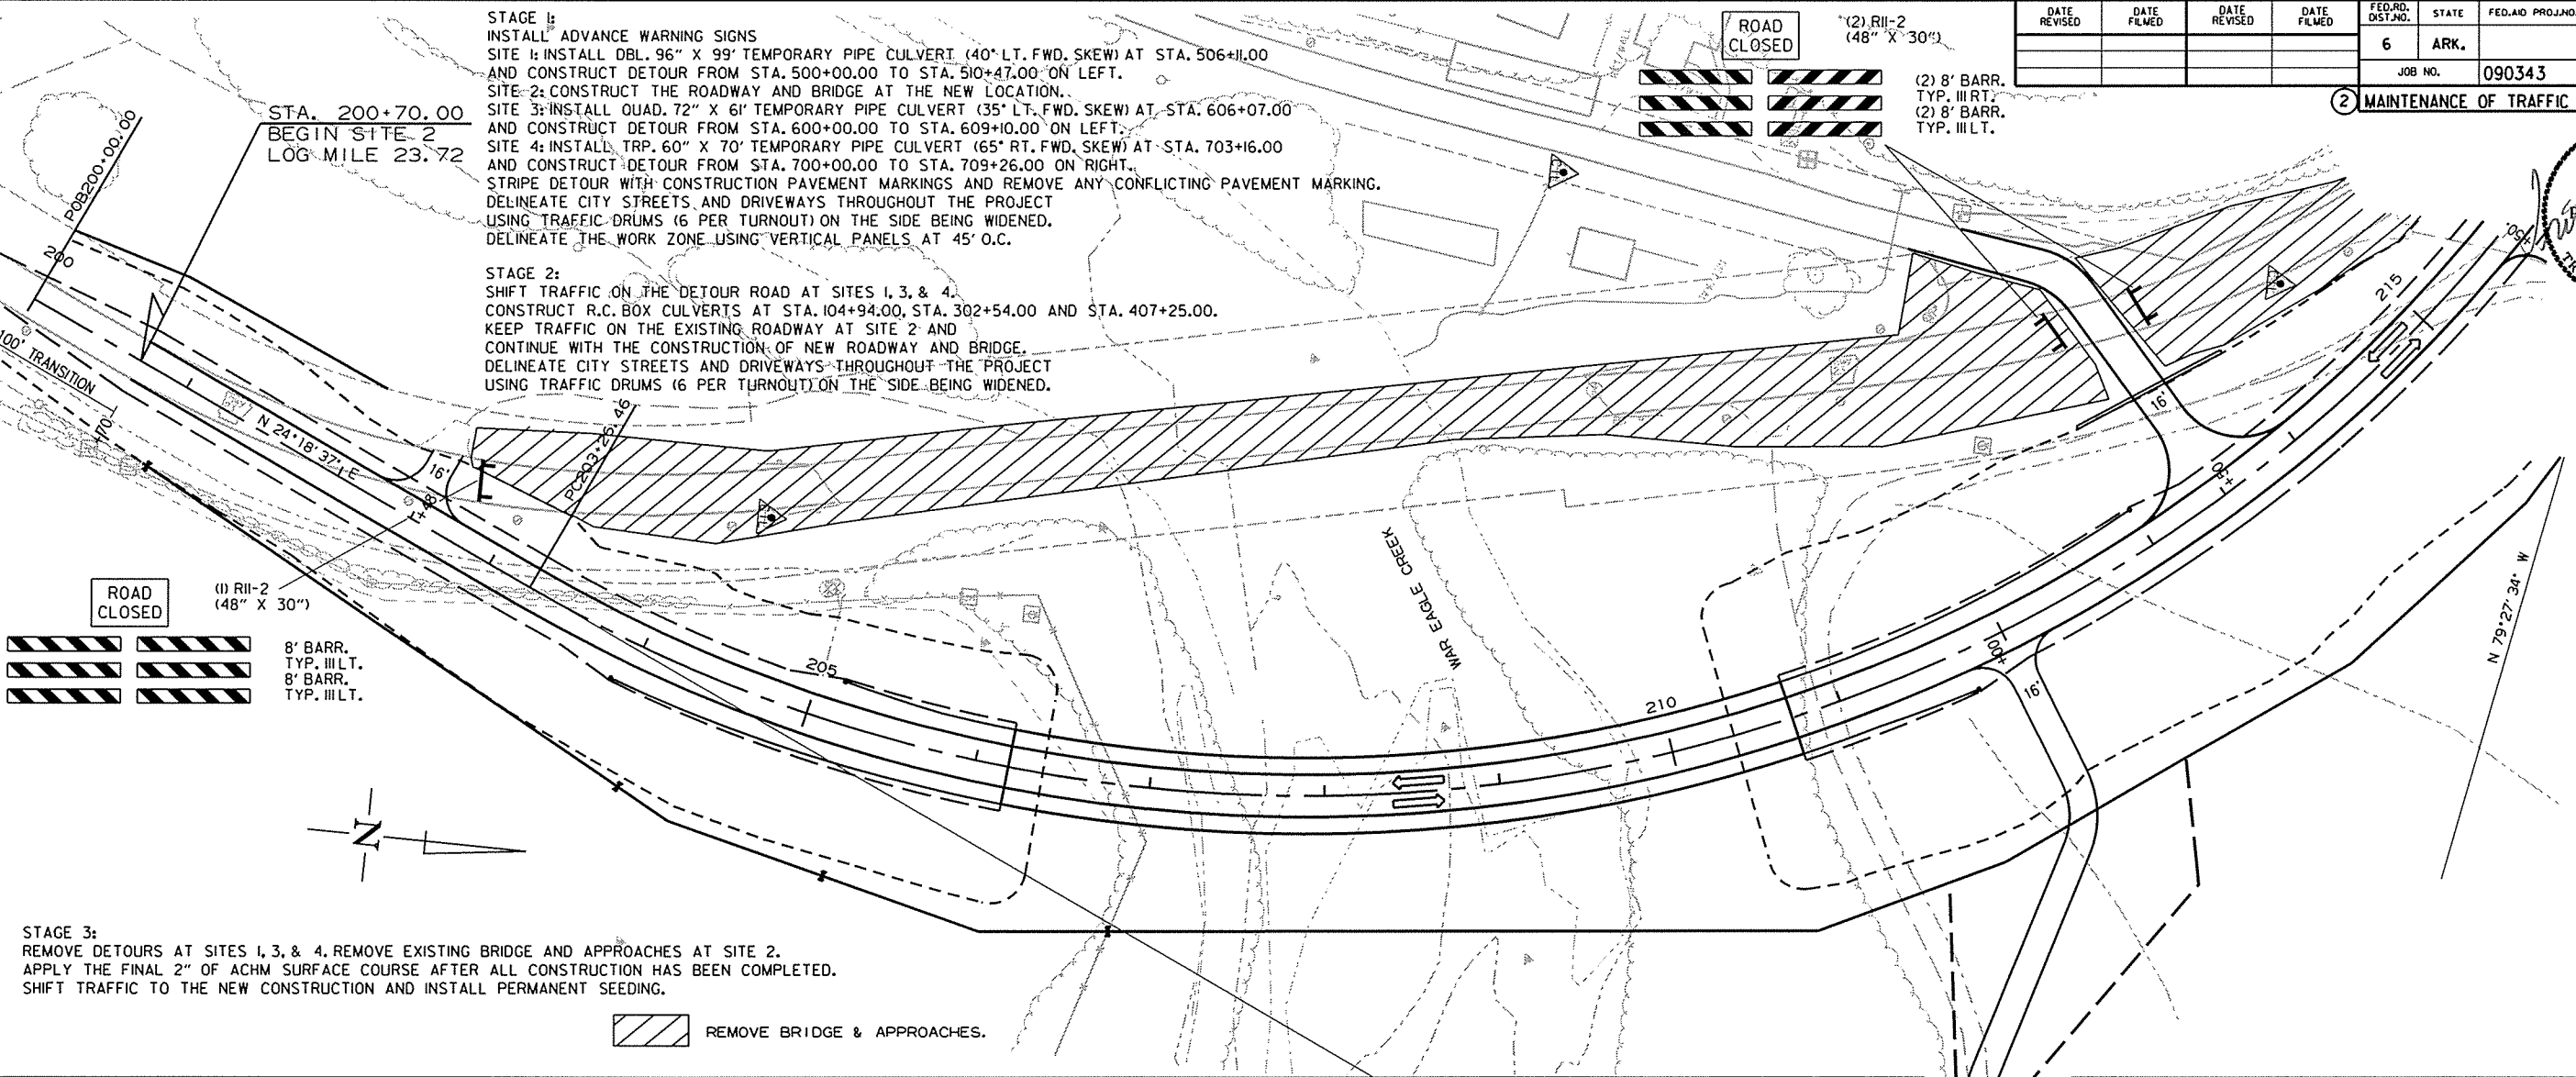 STAGE 1:
INSTALL ADVANCE WARNING SIGNS
SITE 1: INSTALL DBL. 96" X 99' TEMPORARY PIPE CULVERT (40° LT. FWD. SKEW) AT STA. 506+11.00
AND CONSTRUCT DETOUR FROM STA. 500+00.00 TO STA. 510+47.00 ON LEFT.
SITE 2: CONSTRUCT THE ROADWAY AND BRIDGE AT THE NEW LOCATION.
SITE 3: INSTALL QUAD. 72" X 61' TEMPORARY PIPE CULVERT (35° LT. FWD. SKEW) AT STA. 606+07.00
AND CONSTRUCT DETOUR FROM STA. 600+00.00 TO STA. 609+10.00 ON LEFT.
SITE 4: INSTALL TRP. 60" X 70' TEMPORARY PIPE CULVERT (65° RT. FWD. SKEW) AT STA. 703+16.00
AND CONSTRUCT DETOUR FROM STA. 700+00.00 TO STA. 709+26.00 ON RIGHT.
STRIPE DETOUR WITH CONSTRUCTION PAVEMENT MARKINGS AND REMOVE ANY CONFLICTING PAVEMENT MARKING.
DELINEATE CITY STREETS AND DRIVEWAYS THROUGHOUT THE PROJECT
USING TRAFFIC DRUMS (6 PER TURNOUT) ON THE SIDE BEING WIDENED.
DELINEATE THE WORK ZONE USING VERTICAL PANELS AT 45' O.C.
STAGE 2:
SHIFT TRAFFIC ON THE DETOUR ROAD AT SITES 1, 3, & 4.
CONSTRUCT R.C. BOX CULVERTS AT STA. 104+94.00, STA. 302+54.00 AND STA. 407+25.00.
KEEP TRAFFIC ON THE EXISTING ROADWAY AT SITE 2 AND
CONTINUE WITH THE CONSTRUCTION OF NEW ROADWAY AND BRIDGE.
DELINEATE CITY STREETS AND DRIVEWAYS THROUGHOUT THE PROJECT
USING TRAFFIC DRUMS (6 PER TURNOUT) ON THE SIDE BEING WIDENED.
ROAD
CLOSED
(2) R11-2
(48" X 30")
(2) 8' BARR.
TYP. III RT.
(2) 8' BARR.
TYP. III LT.
DATE
REVISED
DATE
FILMED
DATE
REVISED
DATE
FILMED
FED.RD.
DIST.NO.
STATE
FED.AID PROJ.NO.
6
ARK.
JOB NO.
090343
2
MAINTENANCE OF TRAFFIC
POB200+00.00
STA. 200+70.00
BEGIN SITE 2
LOG MILE 23.72
200
100' TRANSITION
+70
N 24°18'37" E
16'
+48
PC203+26.46
ROAD
CLOSED
(1) R11-2
(48" X 30")
8' BARR.
TYP. III LT.
8' BARR.
TYP. III LT.
205
WAR EAGLE CREEK
210
215
+50
16'
+50
+00
16'
N 79°27'34" W
N
STAGE 3:
REMOVE DETOURS AT SITES 1, 3, & 4. REMOVE EXISTING BRIDGE AND APPROACHES AT SITE 2.
APPLY THE FINAL 2" OF ACHM SURFACE COURSE AFTER ALL CONSTRUCTION HAS BEEN COMPLETED.
SHIFT TRAFFIC TO THE NEW CONSTRUCTION AND INSTALL PERMANENT SEEDING.
REMOVE BRIDGE & APPROACHES.